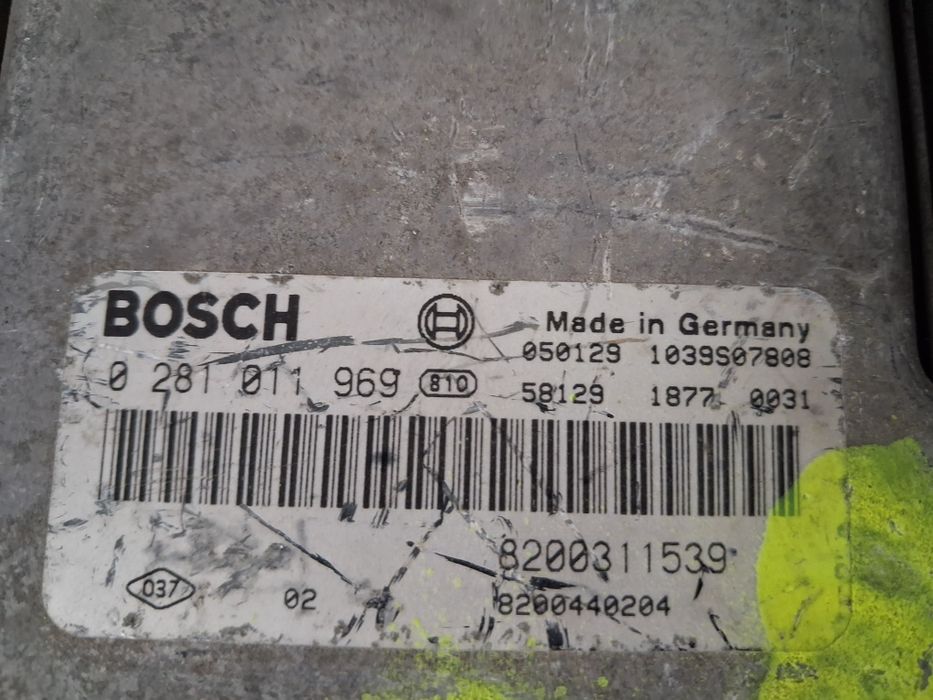 BOSCH
Made in Germany
050129 1039S07808
0 281 011 969 810
58129 1877 0031
8200311539
037 02
8200440204